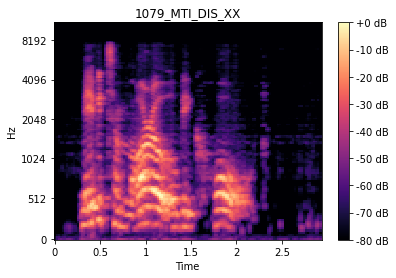 1079_MTI_DIS_XX
Hz
8192
4096
2048
1024
512
0
0
0.5
1
1.5
2
2.5
Time
+0 dB
-10 dB
-20 dB
-30 dB
-40 dB
-50 dB
-60 dB
-70 dB
-80 dB